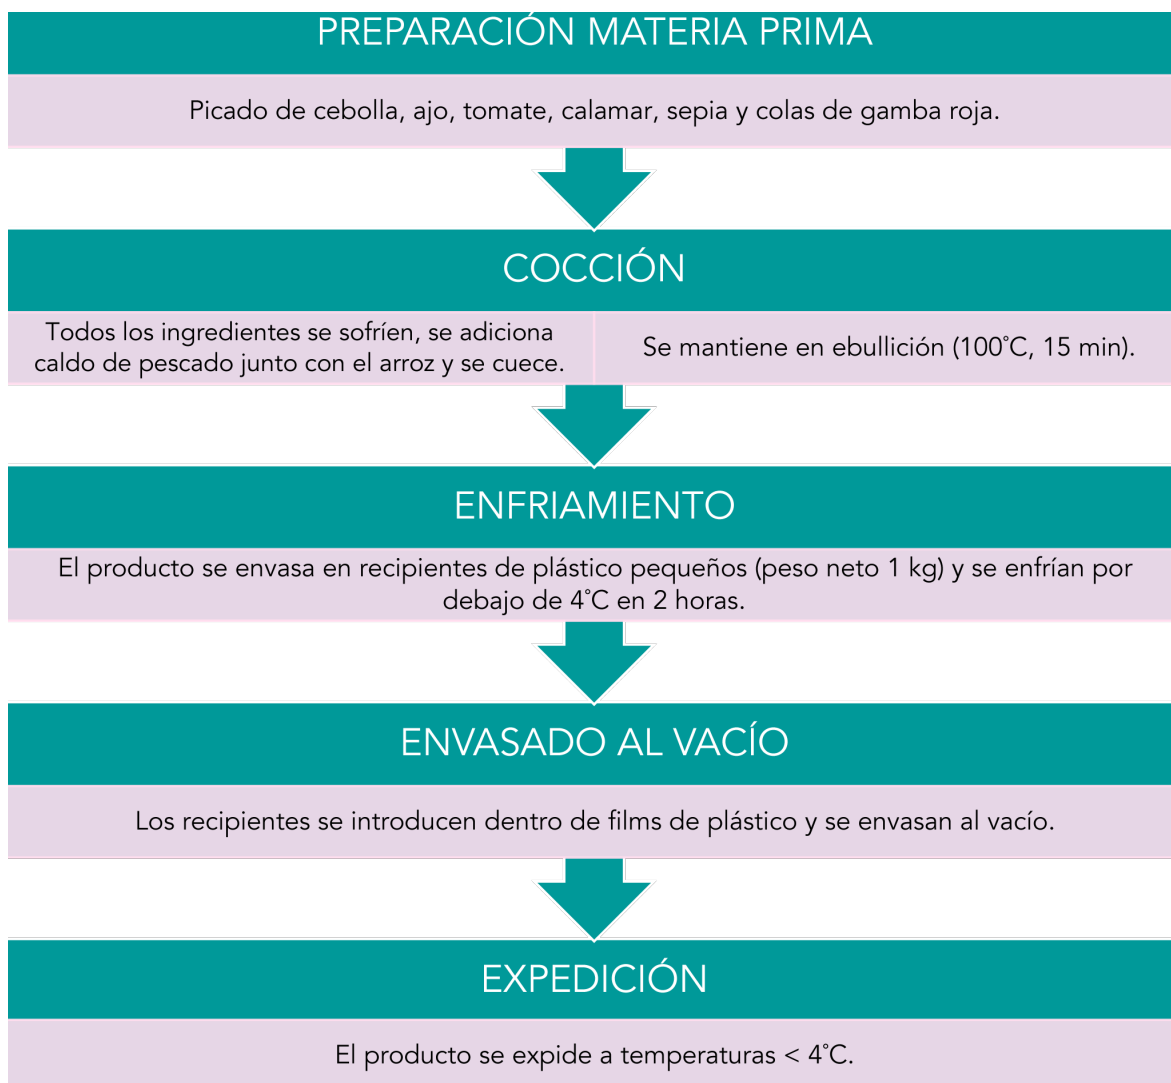 PREPARACIÓN MATERIA PRIMA
Picado de cebolla, ajo, tomate, calamar, sepia y colas de gamba roja.
COCCIÓN
Todos los ingredientes se sofríen, se adiciona
caldo de pescado junto con el arroz y se cuece.
Se mantiene en ebullición (100°C, 15 min).
ENFRIAMIENTO
El producto se envasa en recipientes de plástico pequeños (peso neto 1 kg) y se enfrían por
debajo de 4°C en 2 horas.
ENVASADO AL VACÍO
Los recipientes se introducen dentro de films de plástico y se envasan al vacío.
EXPEDICIÓN
El producto se expide a temperaturas < 4°C.